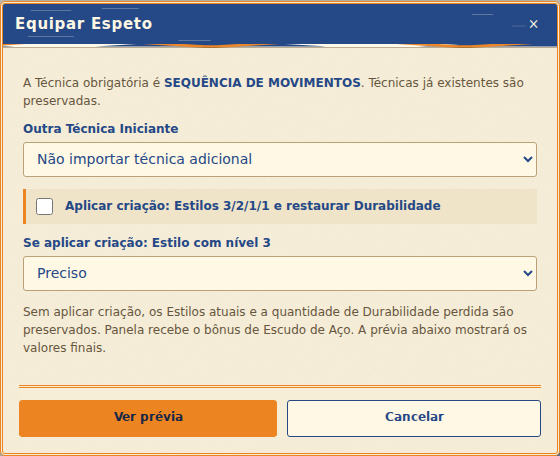 Equipar Espeto
×
A Técnica obrigatória é SEQUÊNCIA DE MOVIMENTOS. Técnicas já existentes são
preservadas.
Outra Técnica Iniciante
Não importar técnica adicional
Aplicar criação: Estilos 3/2/1/1 e restaurar Durabilidade
Se aplicar criação: Estilo com nível 3
Preciso
Sem aplicar criação, os Estilos atuais e a quantidade de Durabilidade perdida são
preservados. Panela recebe o bônus de Escudo de Aço. A prévia abaixo mostrará os
valores finais.
Ver prévia
Cancelar